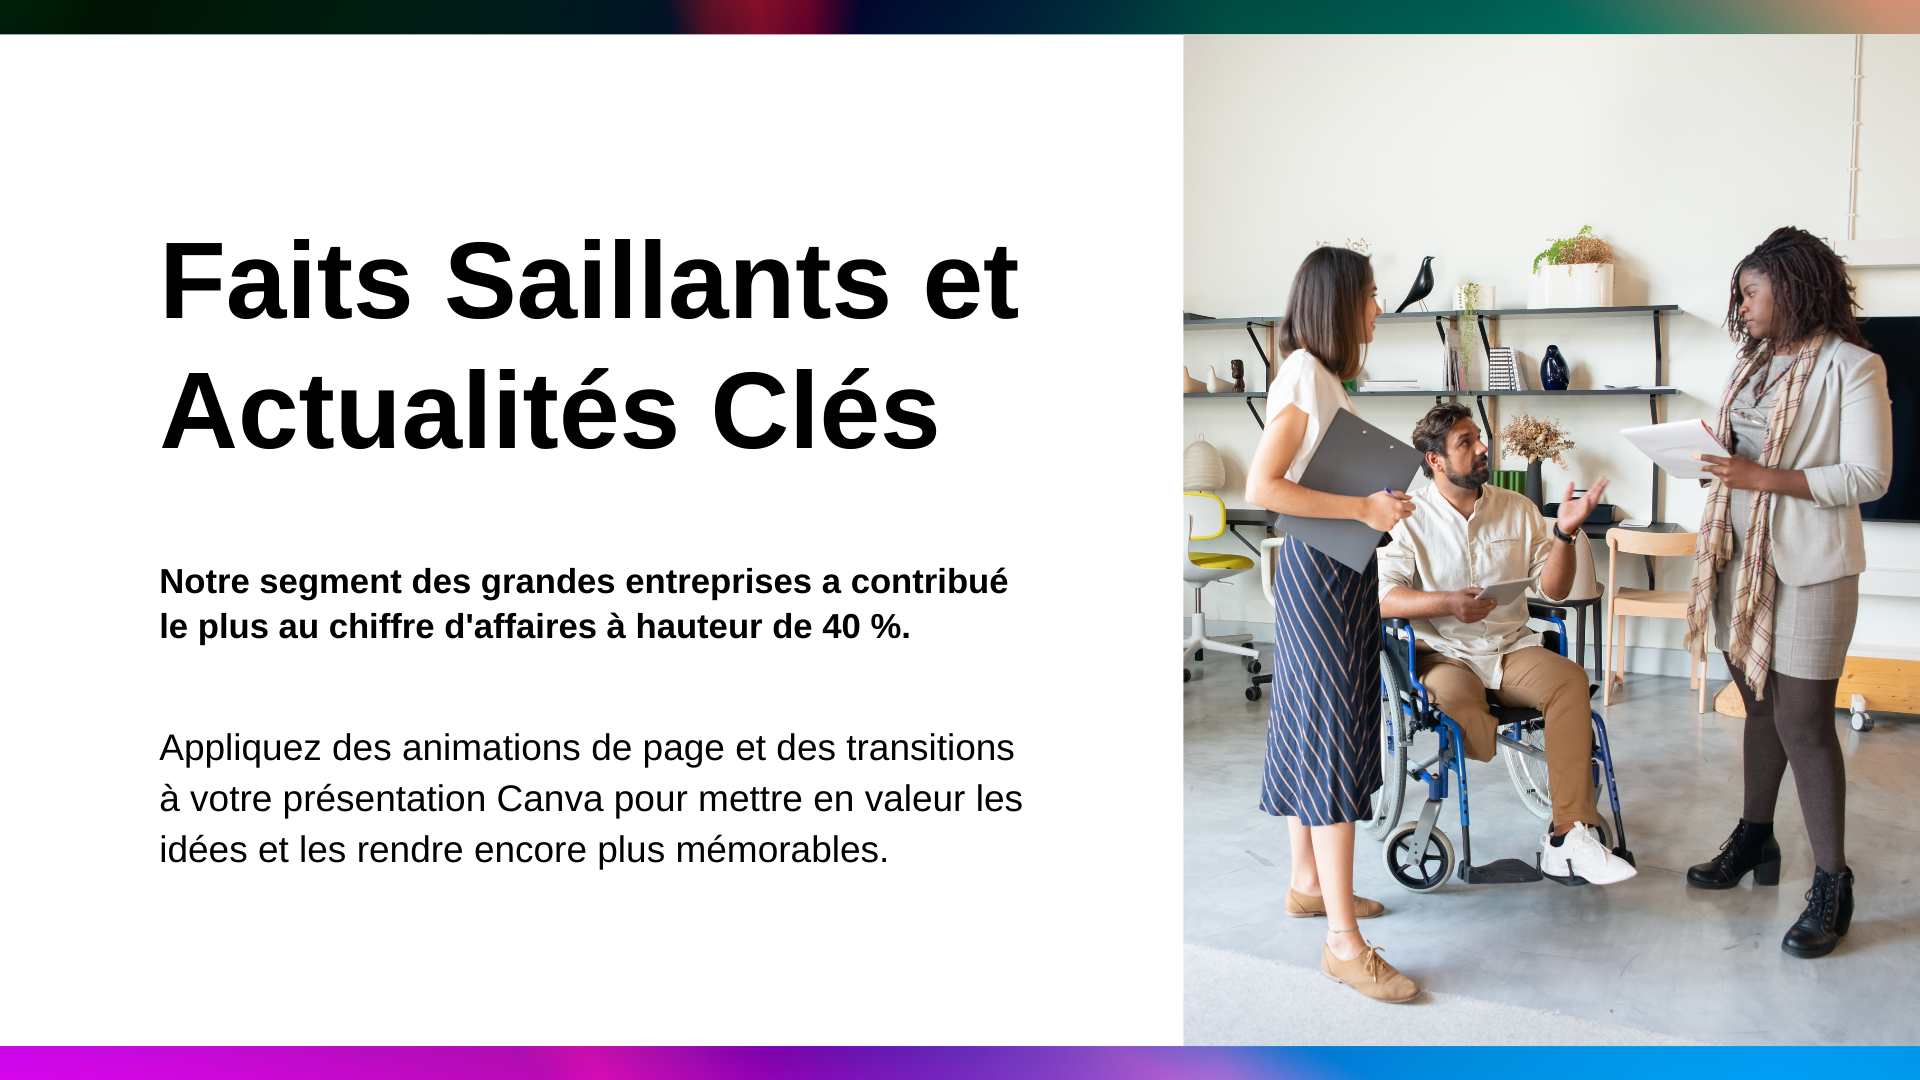 Faits Saillants et
Actualités Clés
Notre segment des grandes entreprises a contribué
le plus au chiffre d'affaires à hauteur de 40 %.
Appliquez des animations de page et des transitions
à votre présentation Canva pour mettre en valeur les
idées et les rendre encore plus mémorables.